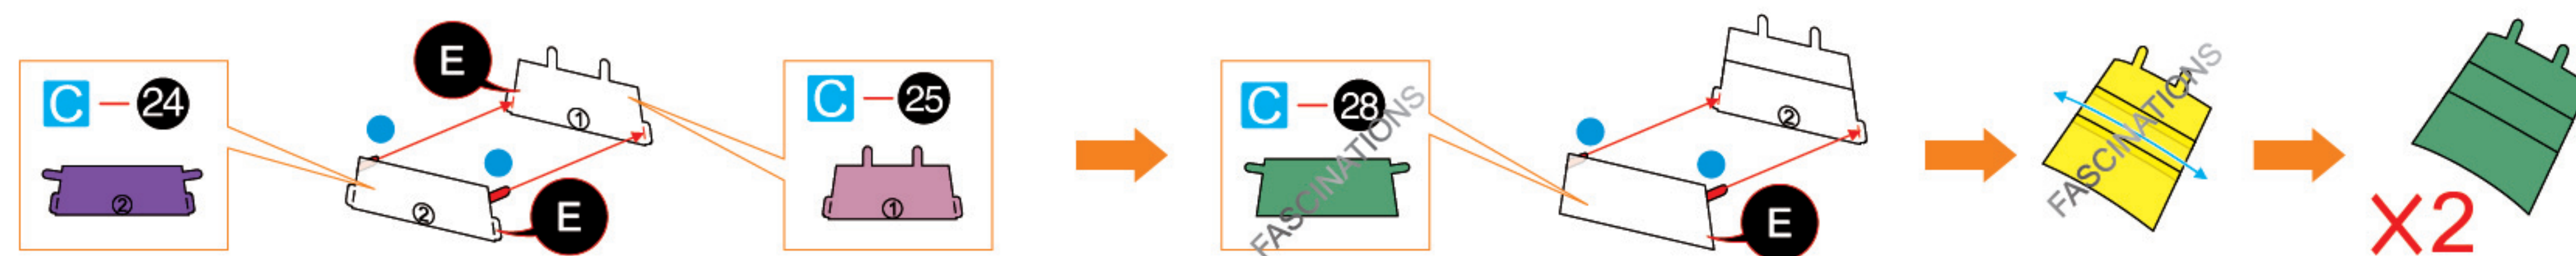 C – 24
②
E
①
②
E
C – 25
①
C – 28
FASCINATIONS
②
E
FASCINATIONS
X2